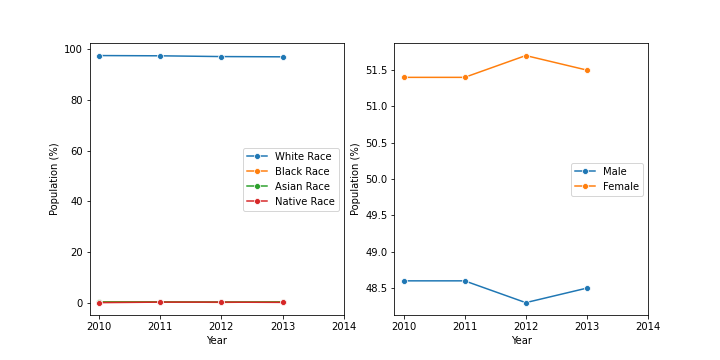 100
80
60
40
20
0
Population (%)
2010 2011 2012 2013 2014
Year
White Race
Black Race
Asian Race
Native Race
51.5
51.0
50.5
50.0
49.5
49.0
48.5
Population (%)
2010 2011 2012 2013 2014
Year
Male
Female